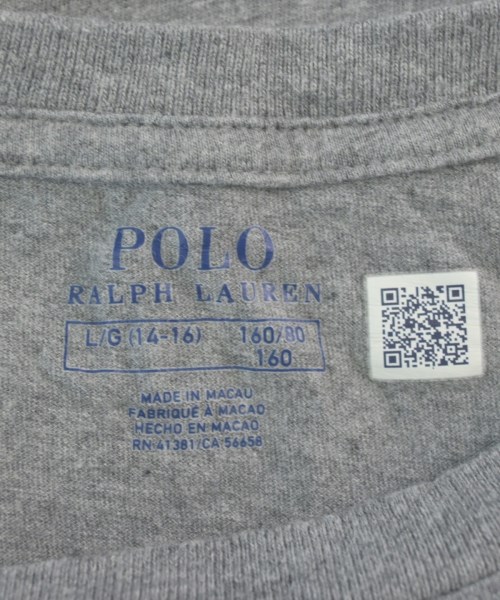 POLO
RALPH LAUREN
L/G (14-16) 160/80
160
MADE IN MACAU
FABRIQUÉ À MACAO
HECHO EN MACAO
RN 41381/CA 56658